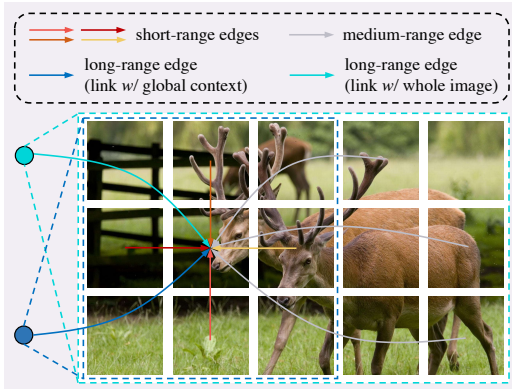 short-range edges
medium-range edge
long-range edge
(link w/ global context)
long-range edge
(link w/ whole image)